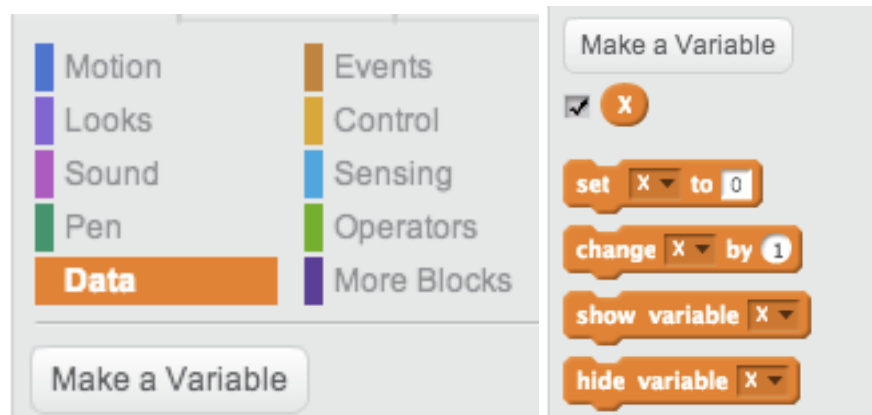 Motion Events
Looks Control
Sound Sensing
Pen Operators
Data More Blocks
Make a Variable
Make a Variable
X
set X to 0
change X by 1
show variable X
hide variable X